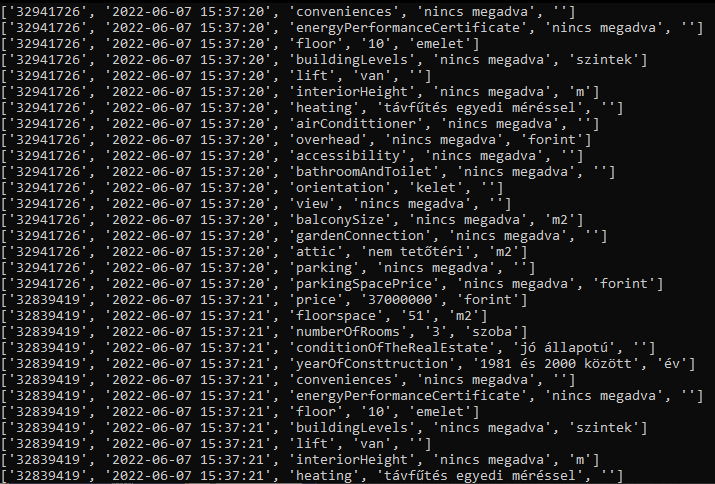 ['32941726', '2022-06-07 15:37:20', 'conveniences', 'nincs megadva', '']
['32941726', '2022-06-07 15:37:20', 'energyPerformanceCertificate', 'nincs megadva', '']
['32941726', '2022-06-07 15:37:20', 'floor', '10', 'emelet']
['32941726', '2022-06-07 15:37:20', 'buildingLevels', 'nincs megadva', 'szintek']
['32941726', '2022-06-07 15:37:20', 'lift', 'van', '']
['32941726', '2022-06-07 15:37:20', 'interiorHeight', 'nincs megadva', 'm']
['32941726', '2022-06-07 15:37:20', 'heating', 'távfűtés egyedi méréssel', '']
['32941726', '2022-06-07 15:37:20', 'airCondittioner', 'nincs megadva', '']
['32941726', '2022-06-07 15:37:20', 'overhead', 'nincs megadva', 'forint']
['32941726', '2022-06-07 15:37:20', 'accessibility', 'nincs megadva', '']
['32941726', '2022-06-07 15:37:20', 'bathroomAndToilet', 'nincs megadva', '']
['32941726', '2022-06-07 15:37:20', 'orientation', 'kelet', '']
['32941726', '2022-06-07 15:37:20', 'view', 'nincs megadva', '']
['32941726', '2022-06-07 15:37:20', 'balconySize', 'nincs megadva', 'm2']
['32941726', '2022-06-07 15:37:20', 'gardenConnection', 'nincs megadva', '']
['32941726', '2022-06-07 15:37:20', 'attic', 'nem tetőtéri', 'm2']
['32941726', '2022-06-07 15:37:20', 'parking', 'nincs megadva', '']
['32941726', '2022-06-07 15:37:20', 'parkingSpacePrice', 'nincs megadva', 'forint']
['32839419', '2022-06-07 15:37:21', 'price', '37000000', 'forint']
['32839419', '2022-06-07 15:37:21', 'floorspace', '51', 'm2']
['32839419', '2022-06-07 15:37:21', 'numberOfRooms', '3', 'szoba']
['32839419', '2022-06-07 15:37:21', 'conditionOfTheRealEstate', 'jó állapotú', '']
['32839419', '2022-06-07 15:37:21', 'yearOfConsttruction', '1981 és 2000 között', 'év']
['32839419', '2022-06-07 15:37:21', 'conveniences', 'nincs megadva', '']
['32839419', '2022-06-07 15:37:21', 'energyPerformanceCertificate', 'nincs megadva', '']
['32839419', '2022-06-07 15:37:21', 'floor', '10', 'emelet']
['32839419', '2022-06-07 15:37:21', 'buildingLevels', 'nincs megadva', 'szintek']
['32839419', '2022-06-07 15:37:21', 'lift', 'van', '']
['32839419', '2022-06-07 15:37:21', 'interiorHeight', 'nincs megadva', 'm']
['32839419', '2022-06-07 15:37:21', 'heating', 'távfűtés egyedi méréssel', '']